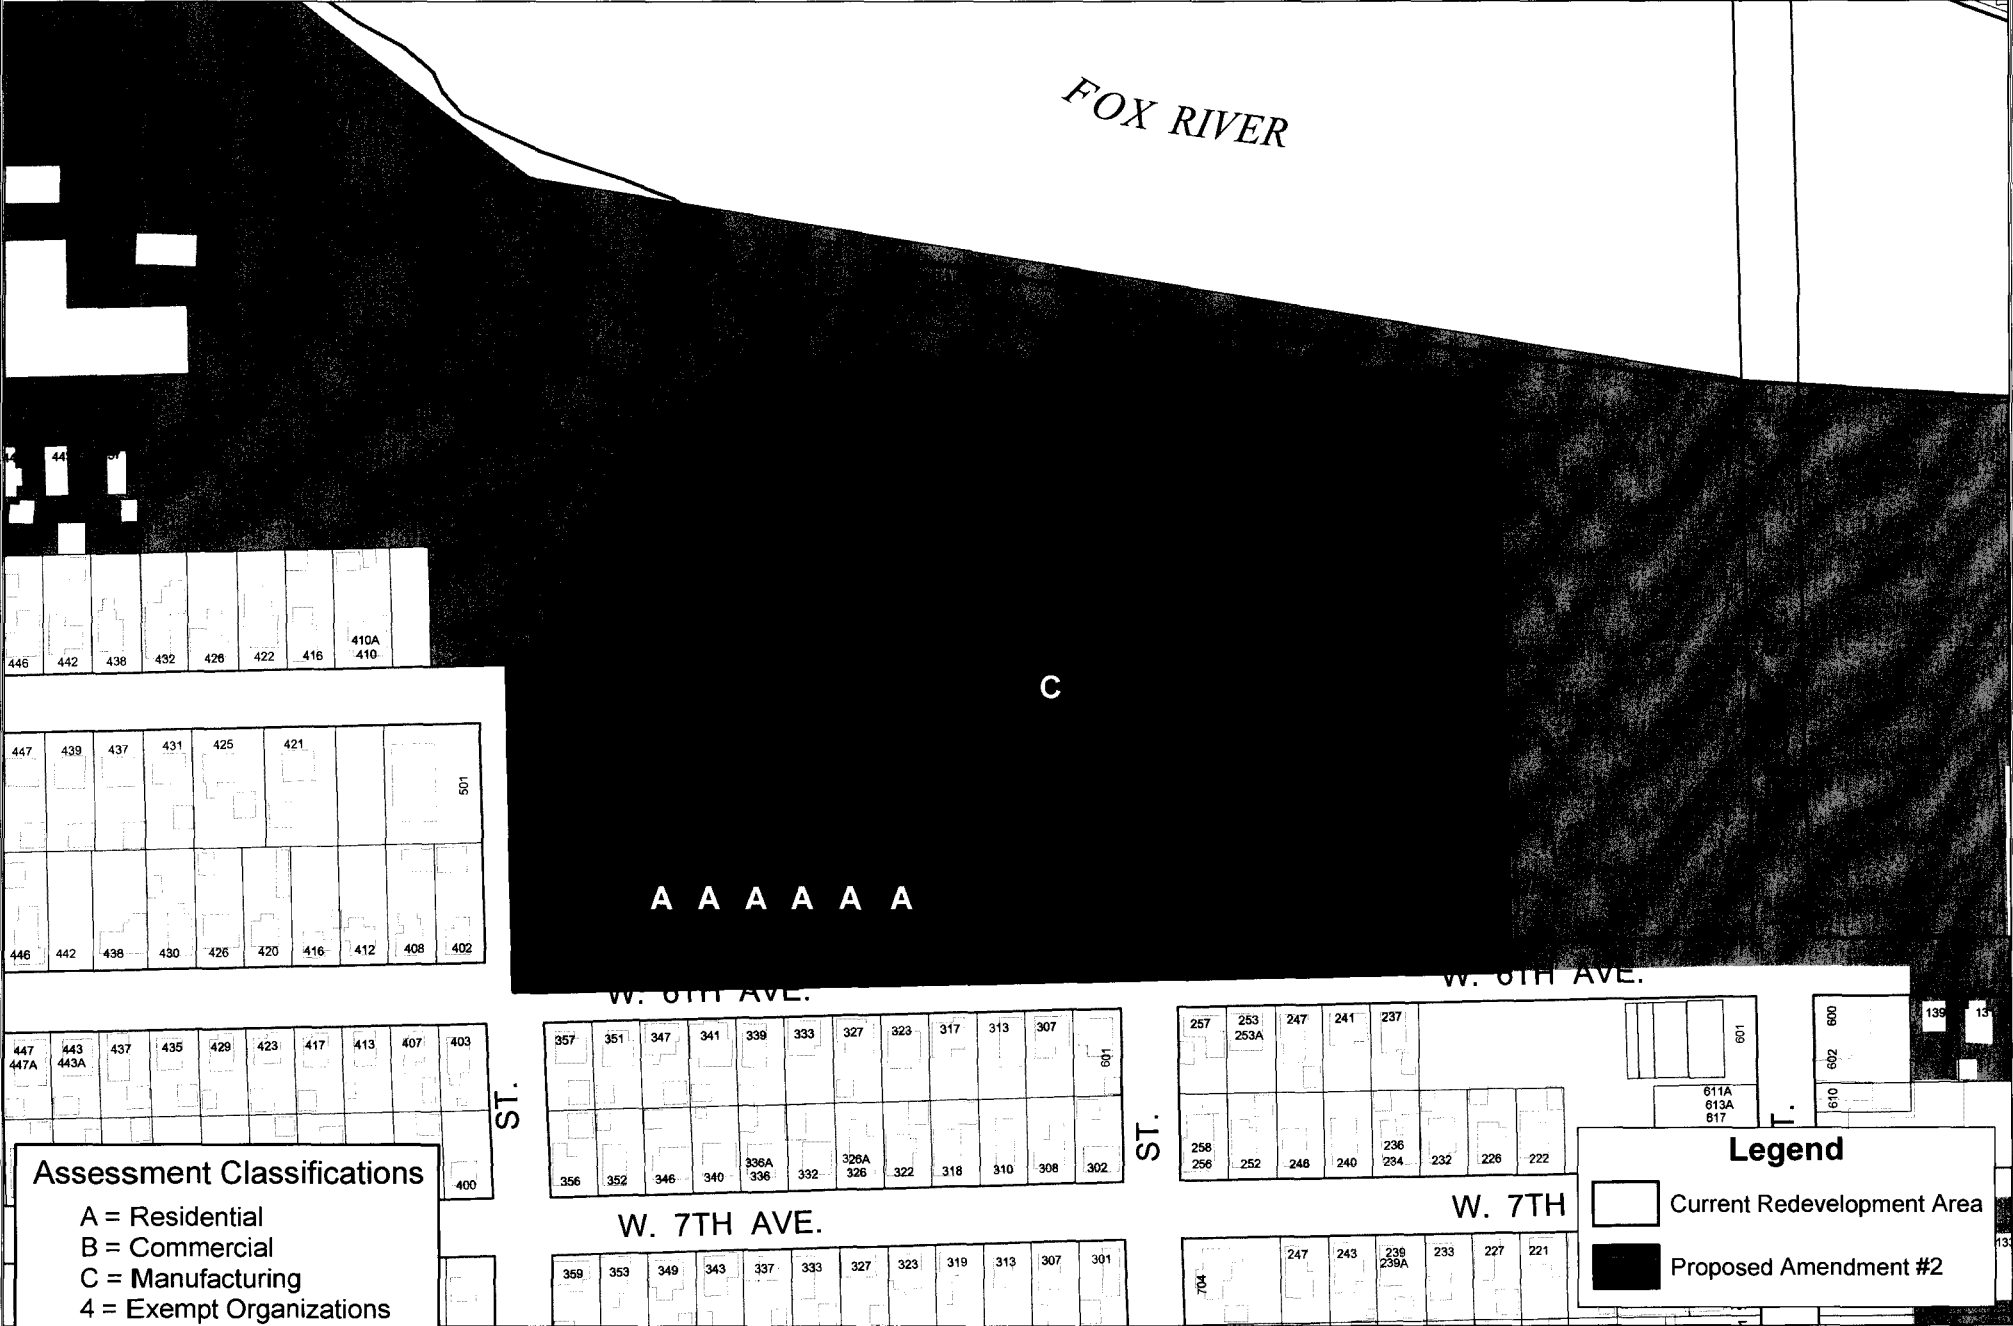 FOX RIVER
446 442 438 432 426 422 416 410A
410
C
447 439 437 431 425 421
501
A A A A A A
446 442 438 430 426 420 416 412 408 402
W. 6TH AVE.
W. 6TH AVE.
447 443 437 435 429 423 417 413 407 403
447A 443A
ST.
357 351 347 341 339 333 327 323 317 313 307
601
356 352 346 340 336A 332 326A 322 318 310 308 302
336 326
ST.
257 253 247 241 237
253A
601
611A
613A
617
258 236
256 252 246 240 234 232 226 222
600
602
610
139
400
W. 7TH AVE.
W. 7TH
359 353 349 343 337 333 327 323 319 313 307 301
704
247 243 239 233 227 221
239A
Assessment Classifications
A = Residential
B = Commercial
C = Manufacturing
4 = Exempt Organizations
Legend
Current Redevelopment Area
Proposed Amendment #2